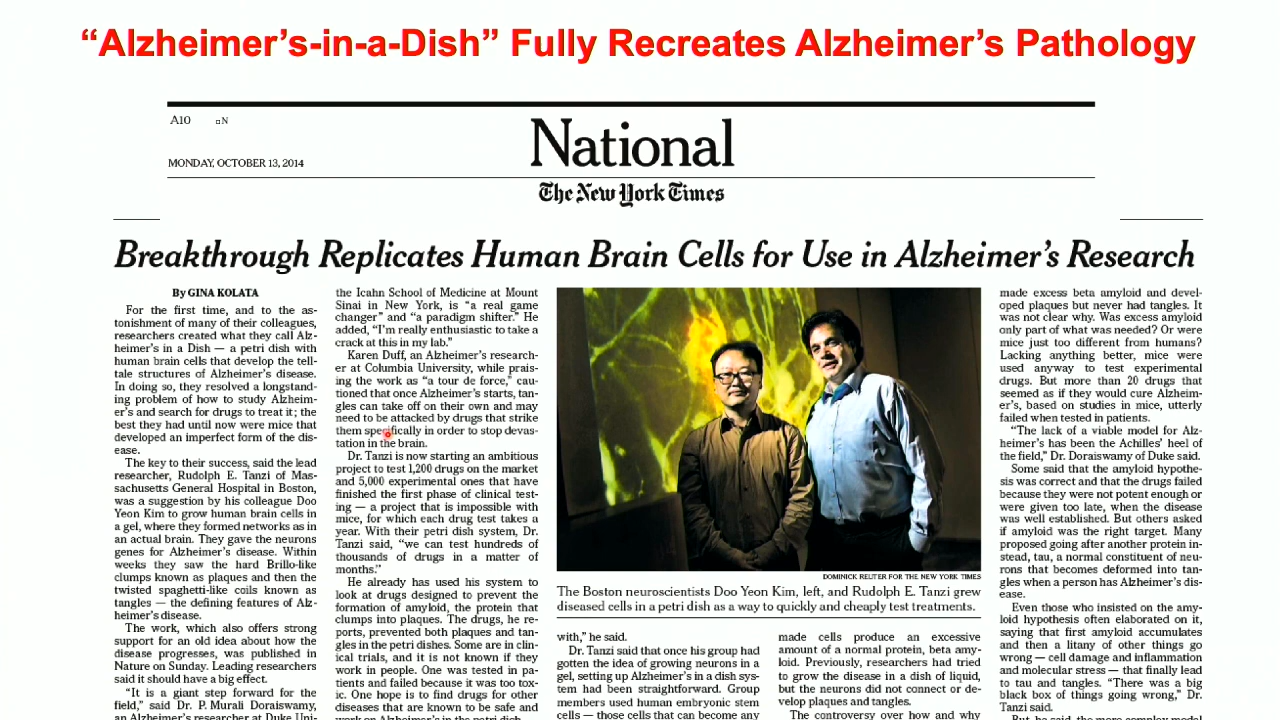 “Alzheimer’s-in-a-Dish” Fully Recreates Alzheimer’s Pathology
A10 N
National
MONDAY, OCTOBER 13, 2014
The New York Times
Breakthrough Replicates Human Brain Cells for Use in Alzheimer’s Research
By GINA KOLATA
For the first time, and to the as-
tonishment of many of their colleagues,
researchers created what they call Alz-
heimer’s in a Dish — a petri dish with
human brain cells that develop the tell-
tale structures of Alzheimer’s disease.
In doing so, they resolved a longstand-
ing problem of how to study Alzheim-
er’s and search for drugs to treat it; the
best they had until now were mice that
developed an imperfect form of the dis-
ease.
The key to their success, said the lead
researcher, Rudolph E. Tanzi of Mas-
sachusetts General Hospital in Boston,
was a suggestion by his colleague Doo
Yeon Kim to grow human brain cells in
a gel, where they formed networks as in
an actual brain. They gave the neurons
genes for Alzheimer’s disease. Within
weeks they saw the hard Brillo-like
clumps known as plaques and then the
twisted spaghetti-like coils known as
tangles — the defining features of Alz-
heimer’s disease.
The work, which also offers strong
support for an old idea about how the
disease progresses, was published in
Nature on Sunday. Leading researchers
said it should have a big effect.
“It is a giant step forward for the
field,” said Dr. P. Murali Doraiswamy,
an Alzheimer’s researcher at Duke Uni-
the Icahn School of Medicine at Mount
Sinai in New York, is “a real game
changer” and “a paradigm shifter.” He
added, “I’m really enthusiastic to take a
crack at this in my lab.”
Karen Duff, an Alzheimer’s research-
er at Columbia University, while prais-
ing the work as “a tour de force,” cau-
tioned that once Alzheimer’s starts, tan-
gles can take off on their own and may
need to be attacked by drugs that strike
them specifically in order to stop devas-
tation in the brain.
Dr. Tanzi is now starting an ambitious
project to test 1,200 drugs on the market
and 5,000 experimental ones that have
finished the first phase of clinical test-
ing — a project that is impossible with
mice, for which each drug test takes a
year. With their petri dish system, Dr.
Tanzi said, “we can test hundreds of
thousands of drugs in a matter of
months.”
He already has used his system to
look at drugs designed to prevent the
formation of amyloid, the protein that
clumps into plaques. The drugs, he re-
ports, prevented both plaques and tan-
gles in the petri dishes. Some are in clin-
ical trials, and it is not known if they
work in people. One was tested in pa-
tients and failed because it was too tox-
ic. One hope is to find drugs for other
diseases that are known to be safe and
work on Alzheimer’s in the petri dish.
DOMINICK REUTER FOR THE NEW YORK TIMES
The Boston neuroscientists Doo Yeon Kim, left, and Rudolph E. Tanzi grew
diseased cells in a petri dish as a way to quickly and cheaply test treatments.
with,” he said.
Dr. Tanzi said that once his group had
gotten the idea of growing neurons in a
gel, setting up Alzheimer’s in a dish sys-
tem had been straightforward. Group
members used human embryonic stem
cells — those cells that can become any
made cells produce an excessive
amount of a normal protein, beta amy-
loid. Previously, researchers had tried
to grow the disease in a dish of liquid,
but the neurons did not connect or de-
velop plaques and tangles.
The controversy over how and why
made excess beta amyloid and devel-
oped plaques but never had tangles. It
was not clear why. Was excess amyloid
only part of what was needed? Or were
mice just too different from humans?
Lacking anything better, mice were
used anyway to test experimental
drugs. But more than 20 drugs that
seemed as if they would cure Alzheim-
er’s, based on studies in mice, utterly
failed when tested in patients.
“The lack of a viable model for Alz-
heimer’s has been the Achilles’ heel of
the field,” Dr. Doraiswamy of Duke said.
Some said that the amyloid hypothe-
sis was correct and that the drugs failed
because they were not potent enough or
were given too late, when the disease
was well established. But others asked
if amyloid was the right target. Many
proposed going after another protein in-
stead, tau, a normal constituent of neu-
rons that becomes deformed into tan-
gles when a person has Alzheimer’s dis-
ease.
Even those who insisted on the amy-
loid hypothesis often elaborated on it,
saying that first amyloid accumulates
and then a litany of other things go
wrong — cell damage and inflammation
and molecular stress — that finally lead
to tau and tangles. “There was a big
black box of things going wrong,” Dr.
Tanzi said.
But, he said, the more complex model